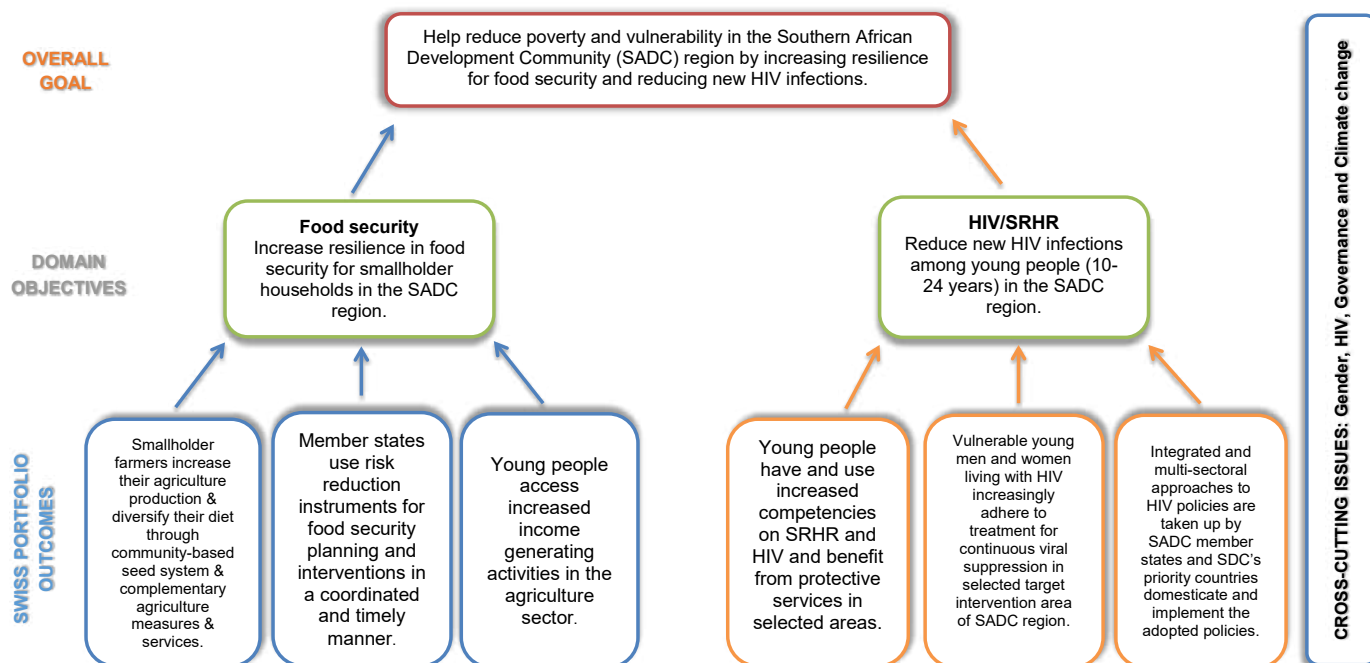 OVERALL
GOAL
Help reduce poverty and vulnerability in the Southern African
Development Community (SADC) region by increasing resilience
for food security and reducing new HIV infections.
DOMAIN
OBJECTIVES
Food security
Increase resilience in food
security for smallholder
households in the SADC
region.
HIV/SRHR
Reduce new HIV infections
among young people (10-
24 years) in the SADC
region.
SWISS PORTFOLIO
OUTCOMES
Smallholder
farmers increase
their agriculture
production &
diversify their diet
through
community-based
seed system &
complementary
agriculture
measures &
services.
Member states
use risk
reduction
instruments for
food security
planning and
interventions in
a coordinated
and timely
manner.
Young people
access
increased
income
generating
activities in the
agriculture
sector.
Young people
have and use
increased
competencies
on SRHR and
HIV and benefit
from protective
services in
selected areas.
Vulnerable young
men and women
living with HIV
increasingly
adhere to
treatment for
continuous viral
suppression in
selected target
intervention area
of SADC region.
Integrated and
multi-sectoral
approaches to
HIV policies are
taken up by
SADC member
states and SDC's
priority countries
domesticate and
implement the
adopted policies.
CROSS-CUTTING ISSUES: Gender, HIV, Governance and Climate change